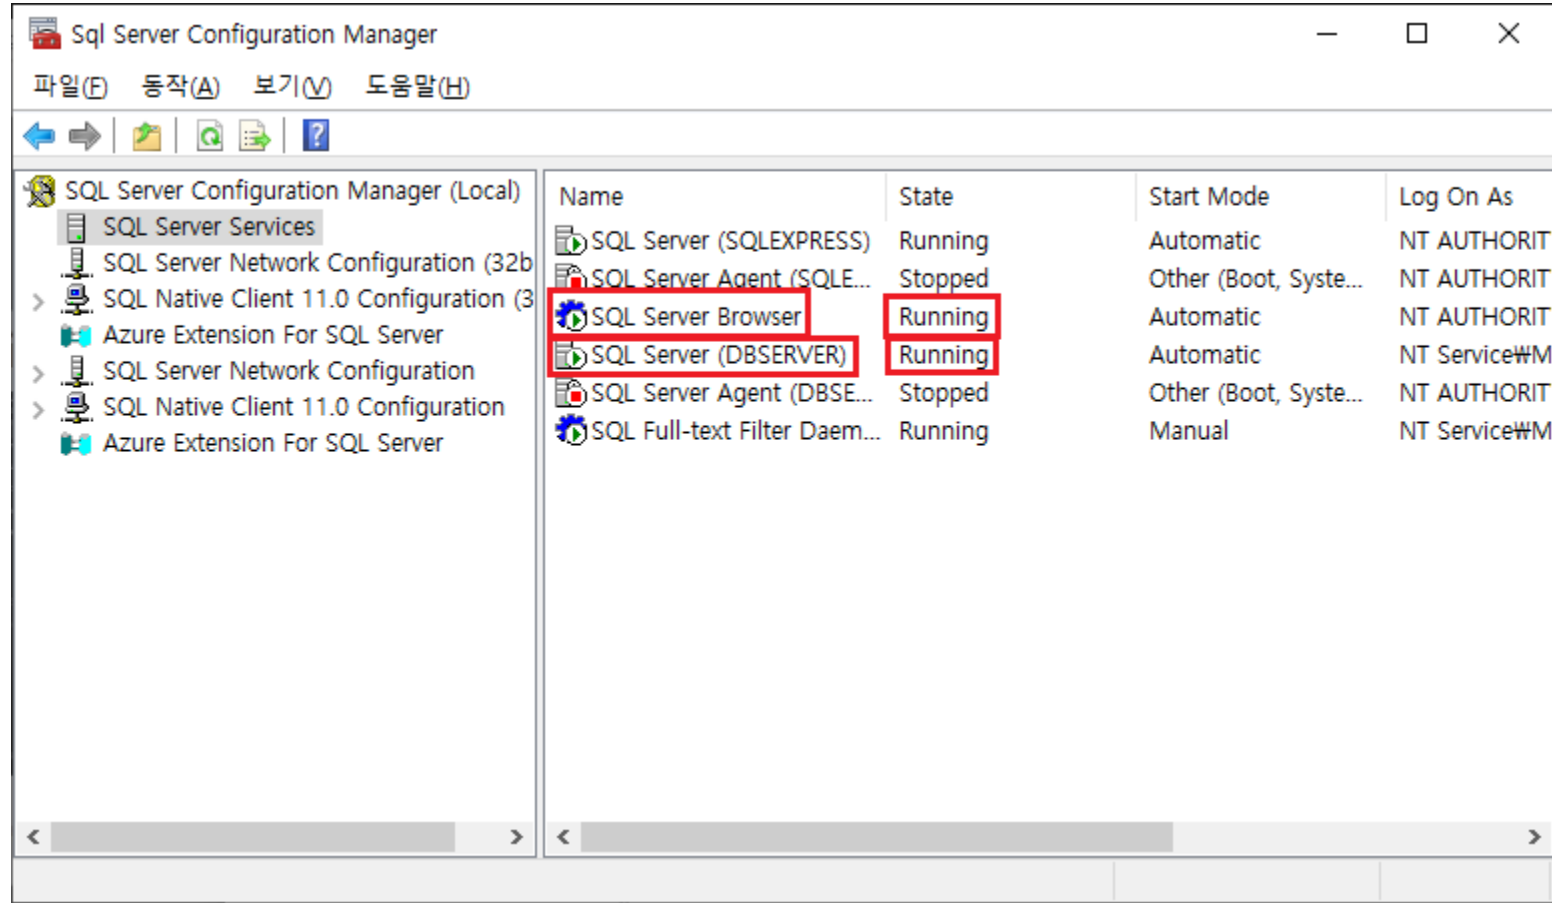 Sql Server Configuration Manager
파일(F) 동작(A) 보기(V) 도움말(H)
SQL Server Configuration Manager (Local)
SQL Server Services
SQL Server Network Configuration (32b
SQL Native Client 11.0 Configuration (3
Azure Extension For SQL Server
SQL Server Network Configuration
SQL Native Client 11.0 Configuration
Azure Extension For SQL Server
Name State Start Mode Log On As
SQL Server (SQLEXPRESS) Running Automatic NT AUTHORIT
SQL Server Agent (SQLE... Stopped Other (Boot, Syste... NT AUTHORIT
SQL Server Browser Running Automatic NT AUTHORIT
SQL Server (DBSERVER) Running Automatic NT Service₩M
SQL Server Agent (DBSE... Stopped Other (Boot, Syste... NT AUTHORIT
SQL Full-text Filter Daem... Running Manual NT Service₩M